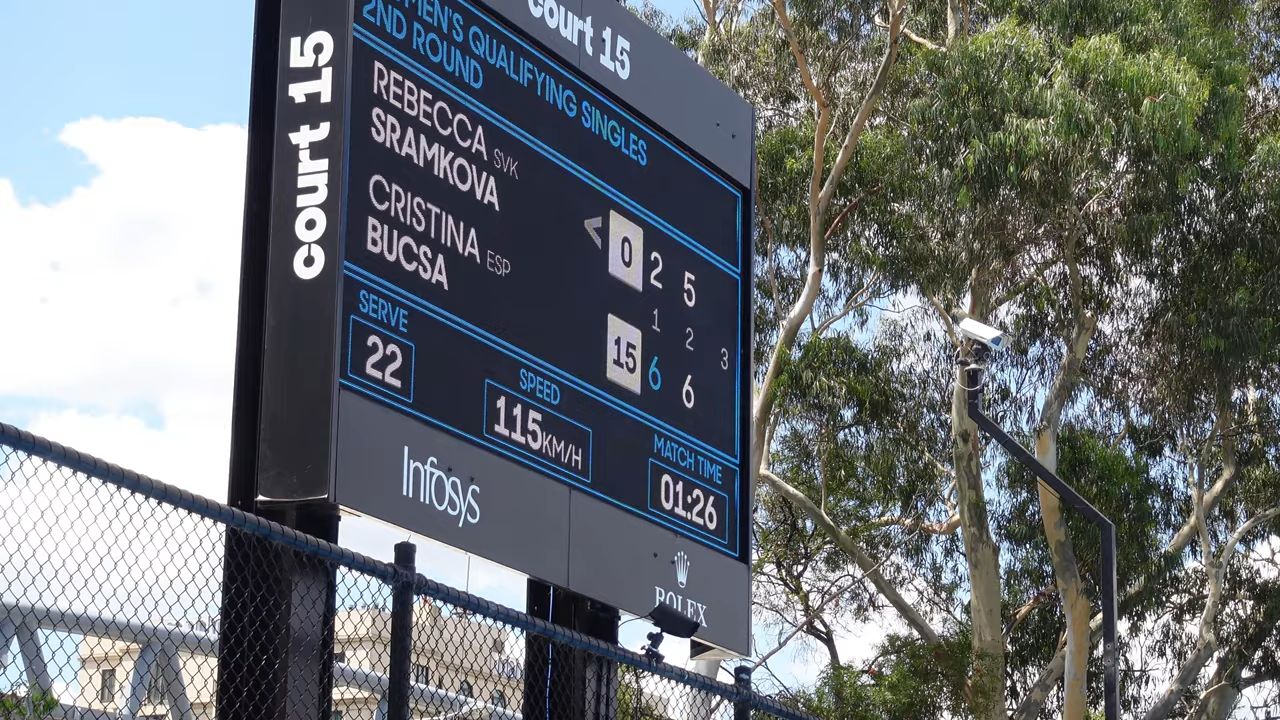 court 15
court 15
MEN'S QUALIFYING SINGLES
2ND ROUND
REBECCA
SRAMKOVA SVK
< 0 2 5
1 2 3
CRISTINA
BUCSA ESP
15 6 6
SERVE
22
SPEED
115KM/H
MATCH TIME
01:26
Infosys
ROLEX